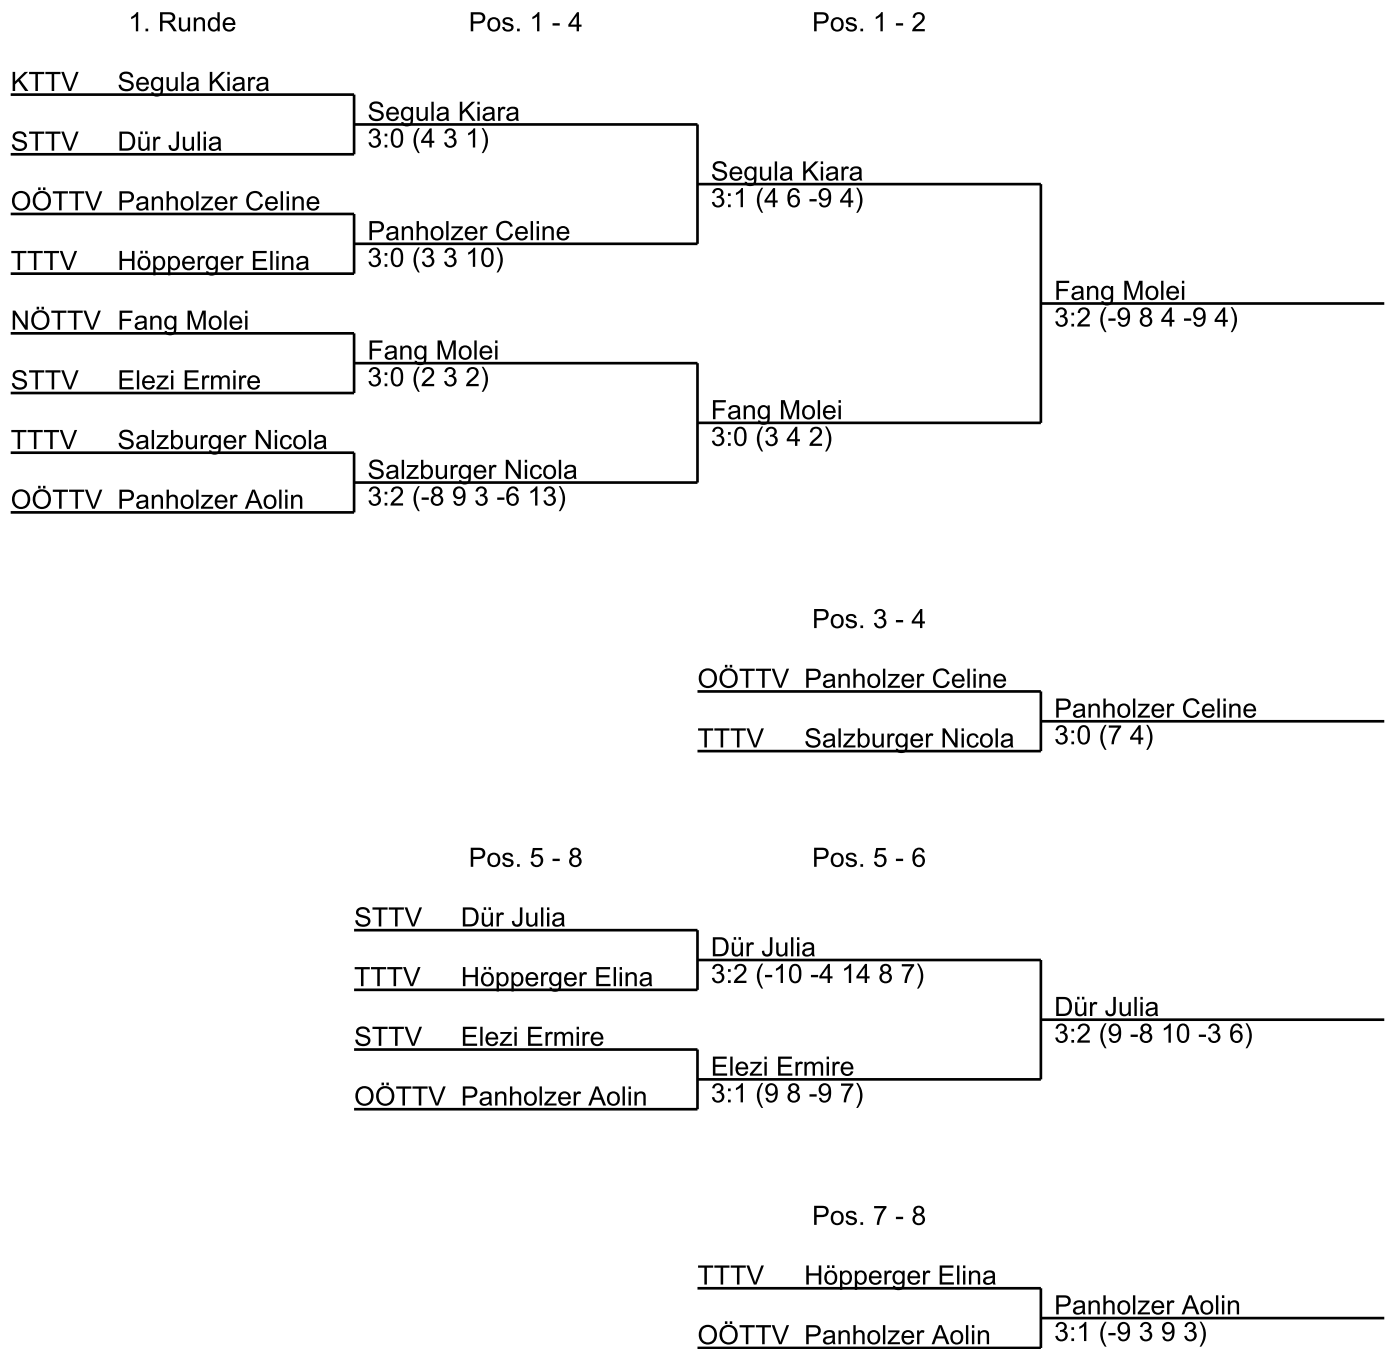 1. Runde Pos. 1 - 4 Pos. 1 - 2
KTTV Segula Kiara
Segula Kiara
STTV Dür Julia 3:0 (4 3 1)
Segula Kiara
OÖTTV Panholzer Celine 3:1 (4 6 -9 4)
Panholzer Celine
TTTV Höpperger Elina 3:0 (3 3 10)
Fang Molei
NÖTTV Fang Molei 3:2 (-9 8 4 -9 4)
Fang Molei
STTV Elezi Ermire 3:0 (2 3 2)
Fang Molei
TTTV Salzburger Nicola 3:0 (3 4 2)
Salzburger Nicola
OÖTTV Panholzer Aolin 3:2 (-8 9 3 -6 13)
Pos. 3 - 4
OÖTTV Panholzer Celine
Panholzer Celine
TTTV Salzburger Nicola 3:0 (7 4)
Pos. 5 - 8 Pos. 5 - 6
STTV Dür Julia
Dür Julia
TTTV Höpperger Elina 3:2 (-10 -4 14 8 7)
Dür Julia
STTV Elezi Ermire 3:2 (9 -8 10 -3 6)
Elezi Ermire
OÖTTV Panholzer Aolin 3:1 (9 8 -9 7)
Pos. 7 - 8
TTTV Höpperger Elina
Panholzer Aolin
OÖTTV Panholzer Aolin 3:1 (-9 3 9 3)